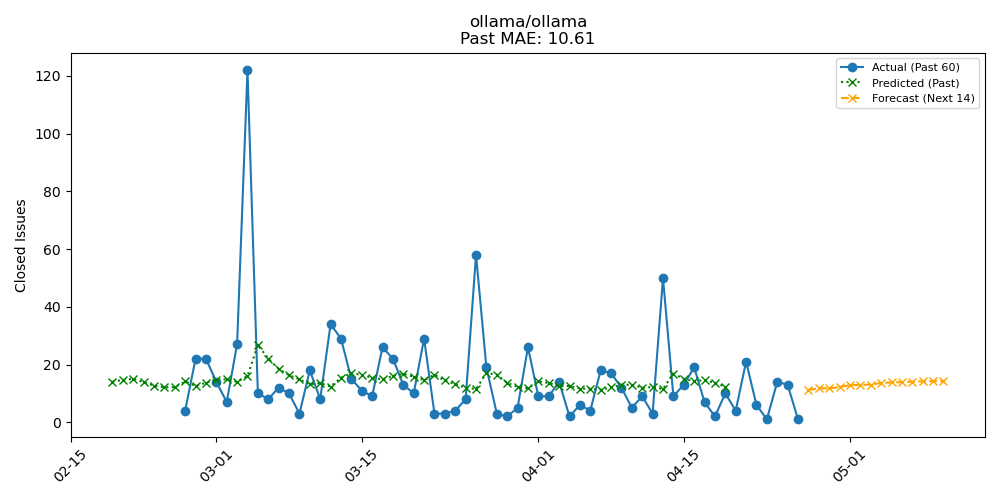 ollama/ollama
Past MAE: 10.61
Closed Issues
120
100
80
60
40
20
0
02-15
03-01
03-15
04-01
04-15
05-01
Actual (Past 60)
Predicted (Past)
Forecast (Next 14)